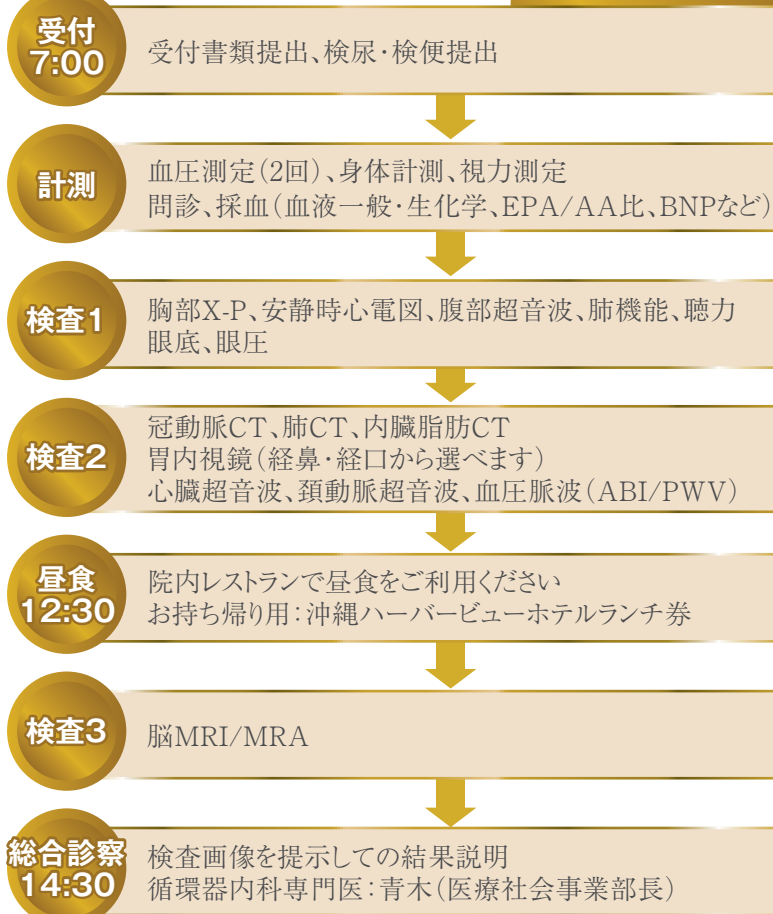 受付
7:00
受付書類提出、検尿・検便提出
計測
血圧測定（2回）、身体計測、視力測定
問診、採血（血液一般・生化学、EPA/AA比、BNPなど）
検査1
胸部X-P、安静時心電図、腹部超音波、肺機能、聴力
眼底、眼圧
検査2
冠動脈CT、肺CT、内臓脂肪CT
胃内視鏡（経鼻・経口から選べます）
心臓超音波、頚動脈超音波、血圧脈波（ABI/PWV）
昼食
12:30
院内レストランで昼食をご利用ください
お持ち帰り用：沖縄ハーバービューホテルランチ券
検査3
脳MRI/MRA
総合診察
14:30
検査画像を提示しての結果説明
循環器内科専門医：青木（医療社会事業部長）